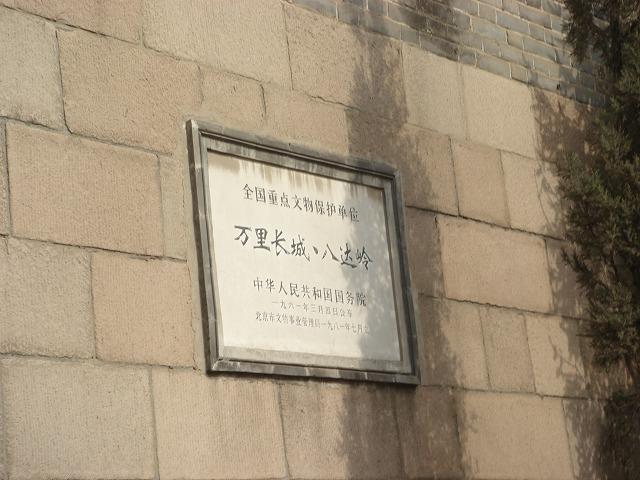 全国重点文物保护单位
万里长城、八达岭
中华人民共和国国务院
一九六一年三月四日公布
北京市文物事业管理局一九八一年七月立